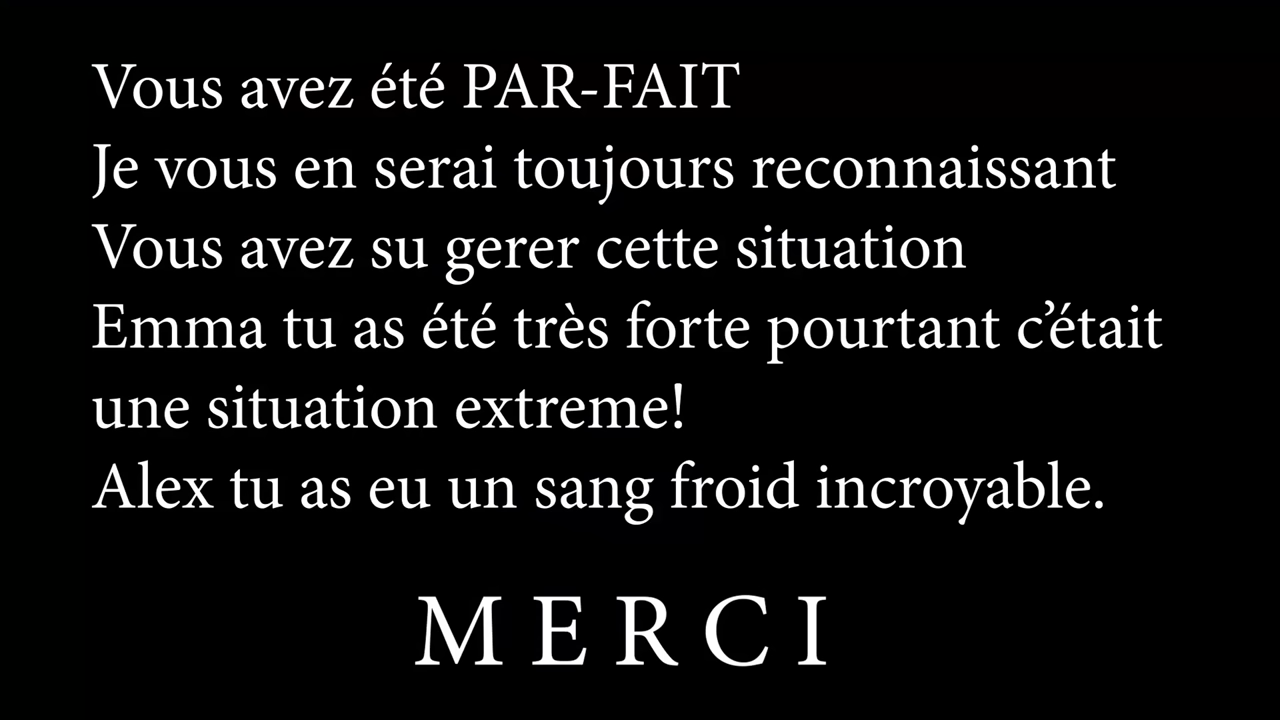 Vous avez été PAR-FAIT
Je vous en serai toujours reconnaissant
Vous avez su gerer cette situation
Emma tu as été très forte pourtant c’était
une situation extreme!
Alex tu as eu un sang froid incroyable.
M E R C I